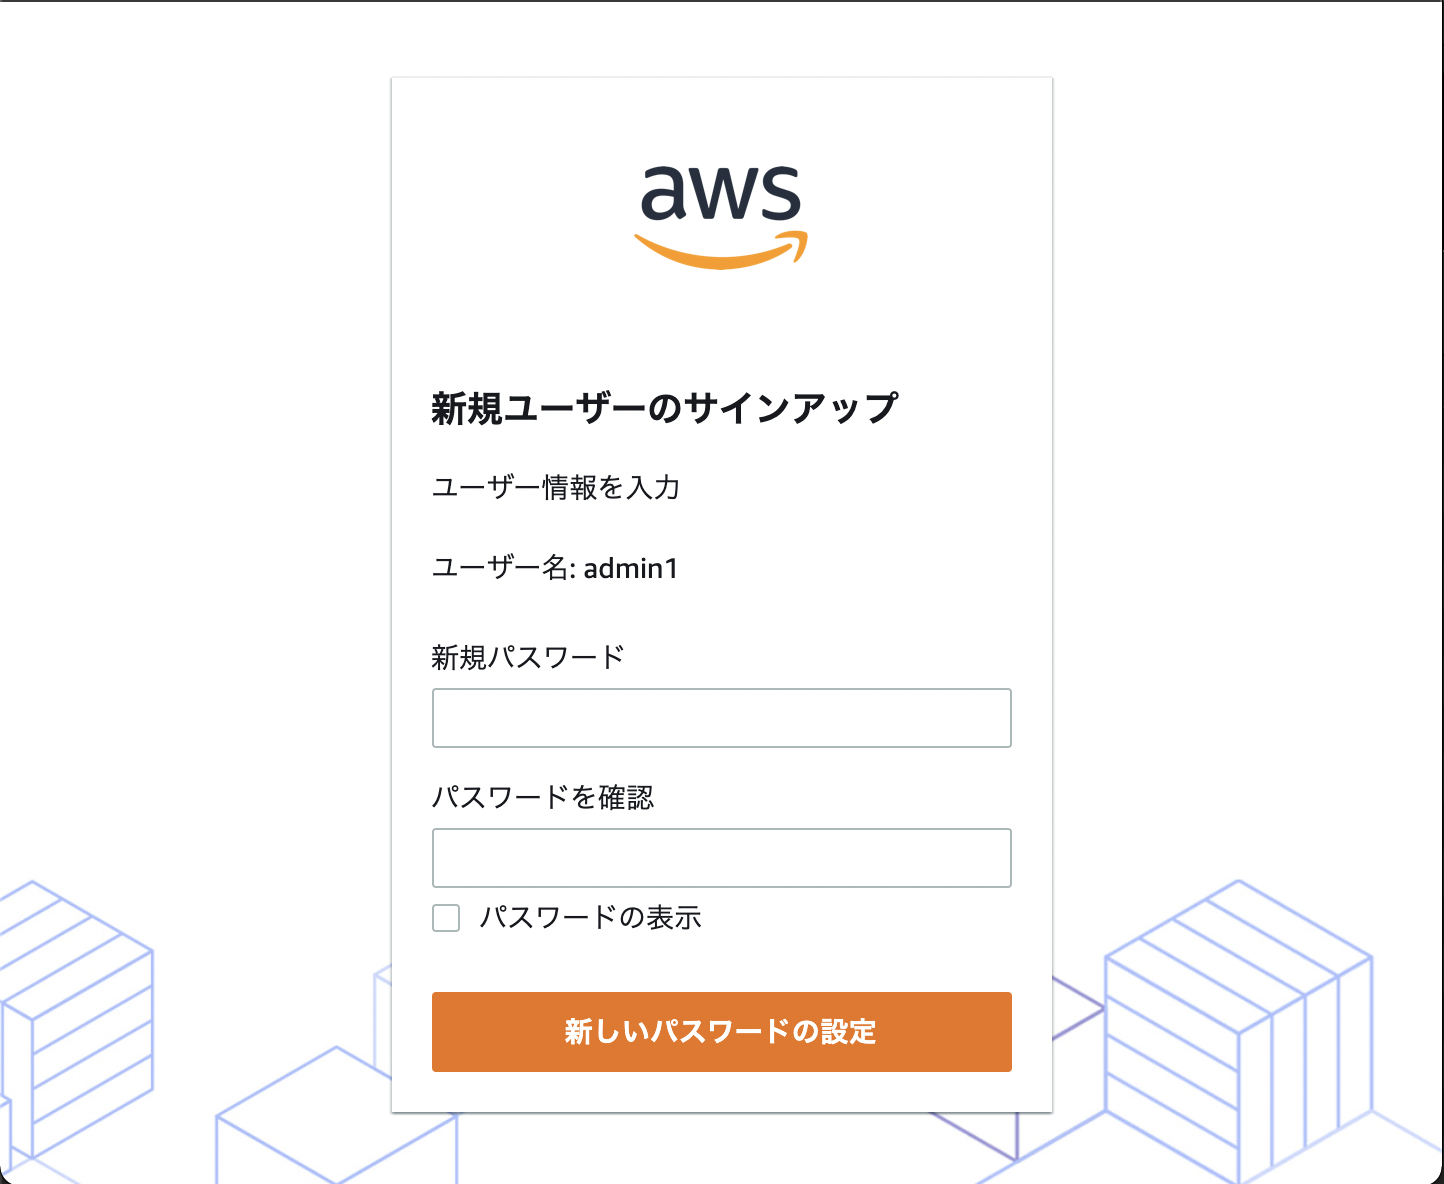 aws
新規ユーザーのサインアップ
ユーザー情報を入力
ユーザー名: admin1
新規パスワード
パスワードを確認
パスワードの表示
新しいパスワードの設定